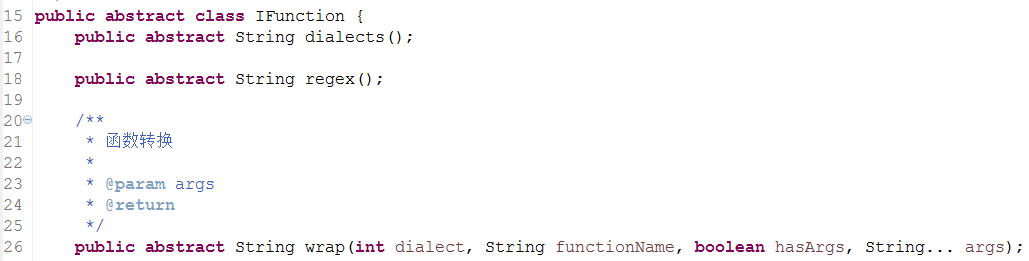 15 public abstract class IFunction {
16     public abstract String dialects();
17
18     public abstract String regex();
19
20     /**
21      * 函数转换
22      *
23      * @param args
24      * @return
25      */
26     public abstract String wrap(int dialect, String functionName, boolean hasArgs, String... args);